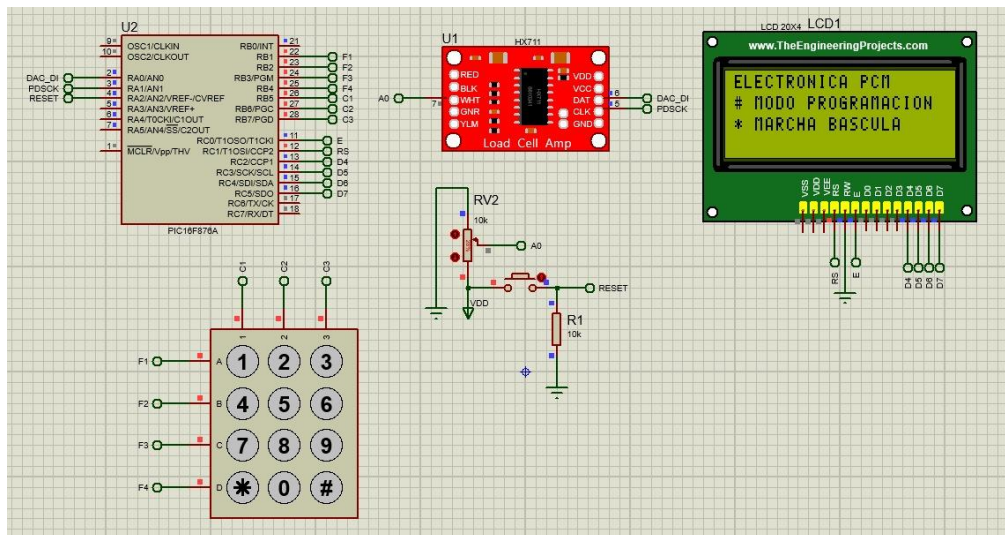 U2
9 OSC1/CLKIN RB0/INT 21
10 OSC2/CLKOUT RB1 22
RB2 23 F1
DAC_DI 2 RA0/AN0 RB3/PGM 24 F2
PDSCK 3 RA1/AN1 RB4 25 F3
RESET 4 RA2/AN2/VREF-/CVREF RB5 26 F4
5 RA3/AN3/VREF+ RB6/PGC 27 C1
6 RA4/T0CKI/C1OUT RB7/PGD 28 C2
7 RA5/AN4/SS/C2OUT C3
RC0/T1OSO/T1CKI 11 E
1 MCLR/Vpp/THV RC1/T1OSI/CCP2 12 RS
RC2/CCP1 13 D4
RC3/SCK/SCL 14 D5
RC4/SDI/SDA 15 D6
RC5/SDO 16 D7
RC6/TX/CK 17
RC7/RX/DT 18
PIC16F876A
U1
HX711
RED VDD
BLK VCC
A0 7 WHT DAT 6 DAC_DI
GNR CLK 5 PDSCK
YLM GND
Load Cell Amp
LCD 20X4 LCD1
www.TheEngineeringProjects.com
ELECTRONICA PCM
# MODO PROGRAMACION
* MARCHA BASCULA
VSS VDD VEE RS RW E D0 D1 D2 D3 D4 D5 D6 D7
RS E D4 D5 D6 D7
RV2
10k
A0
VDD
RESET
R1
10k
C1 C2 C3
1 2 3
F1 A 1 2 3
F2 B 4 5 6
F3 C 7 8 9
F4 D * 0 #